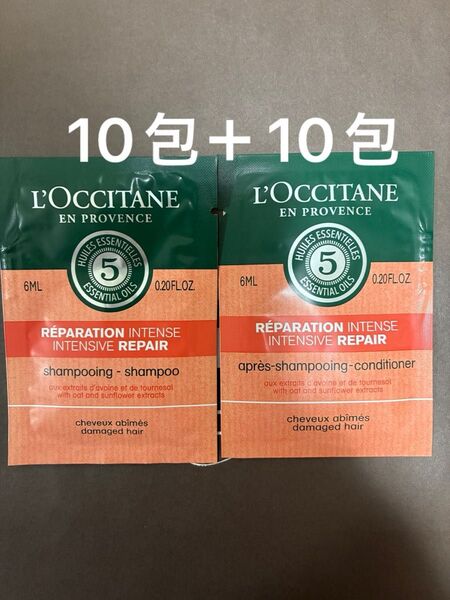 10包+10包
L'OCCITANE
EN PROVENCE
HUILES ESSENTIELLES
5
ESSENTIAL OILS
6ML
0.20FL.OZ.
RÉPARATION INTENSE
INTENSIVE REPAIR
shampooing - shampoo
aux extraits d'avoine et de tournesol
with oat and sunflower extracts
cheveux abîmés
damaged hair
L'OCCITANE
EN PROVENCE
HUILES ESSENTIELLES
5
ESSENTIAL OILS
6ML
0.20FL.OZ.
RÉPARATION INTENSE
INTENSIVE REPAIR
après-shampooing-conditioner
aux extraits d'avoine et de tournesol
with oat and sunflower extracts
cheveux abîmés
damaged hair